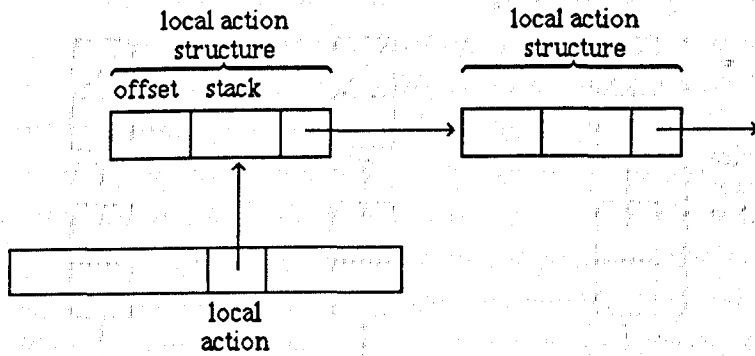 local action
structure
local action
structure
offset stack
local
action